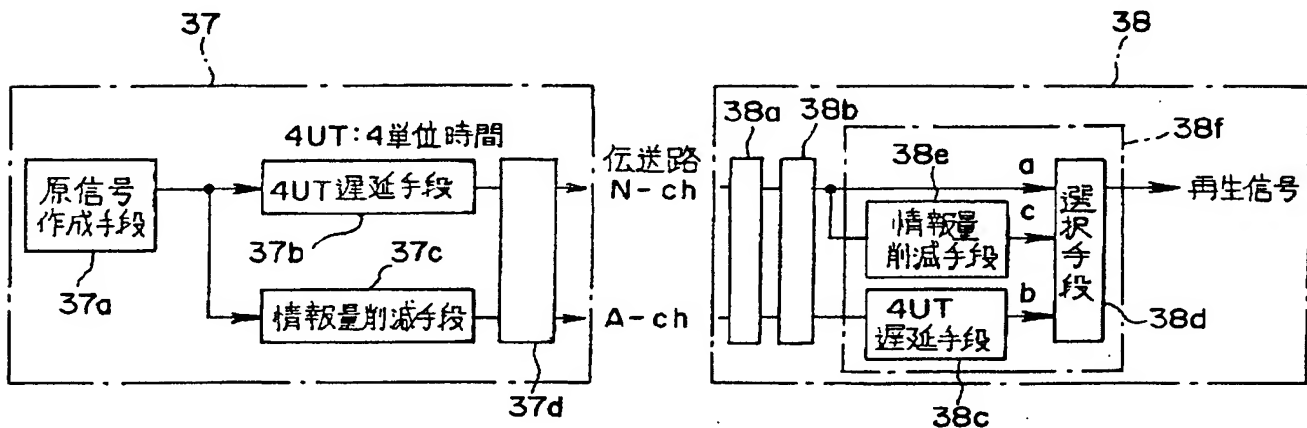 37
38
4UT:4単位時間
原信号
作成手段
37a
4UT遅延手段
37b
37c
情報量削減手段
37d
伝送路
N-ch
A-ch
38a
38b
38f
38e
a
情報量
削減手段
c
4UT
遅延手段
b
38c
選択手段
38d
再生信号